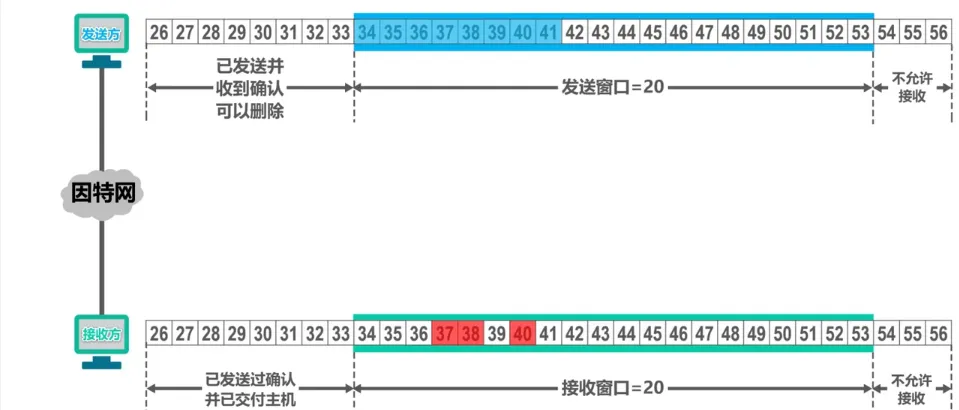 发送方
26 27 28 29 30 31 32 33 34 35 36 37 38 39 40 41 42 43 44 45 46 47 48 49 50 51 52 53 54 55 56
已发送并
收到确认
可以删除
发送窗口=20
不允许
接收
因特网
接收方
26 27 28 29 30 31 32 33 34 35 36 37 38 39 40 41 42 43 44 45 46 47 48 49 50 51 52 53 54 55 56
已发送过确认
并已交付主机
接收窗口=20
不允许
接收